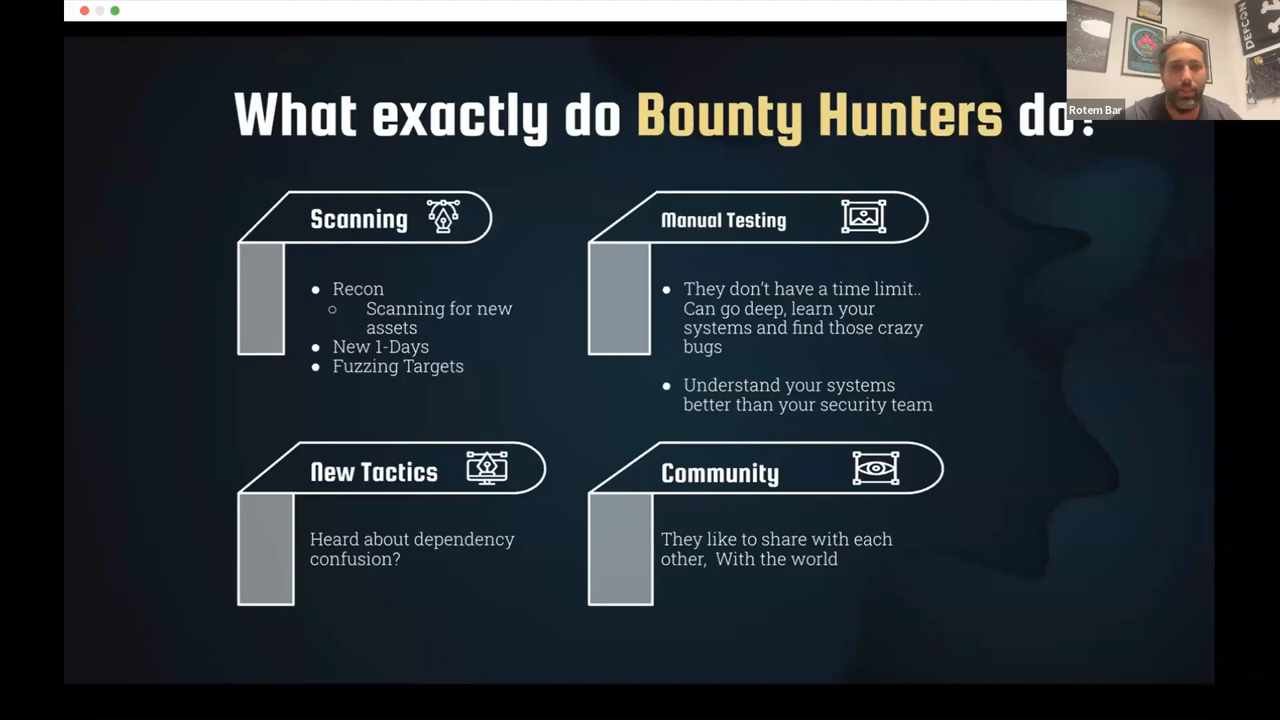 What exactly do Bounty Hunters do?
Rotem Bar
DEFCON
Scanning
Recon
Scanning for new
assets
New 1-Days
Fuzzing Targets
Manual Testing
They don’t have a time limit..
Can go deep, learn your
systems and find those crazy
bugs
Understand your systems
better than your security team
New Tactics
Heard about dependency
confusion?
Community
They like to share with each
other,  With the world